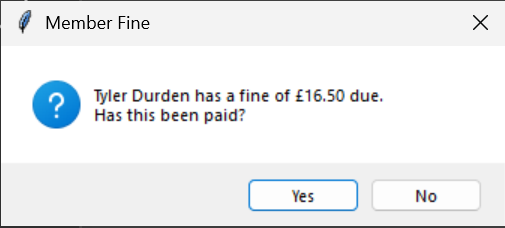 Member Fine
Tyler Durden has a fine of £16.50 due.
Has this been paid?
Yes
No